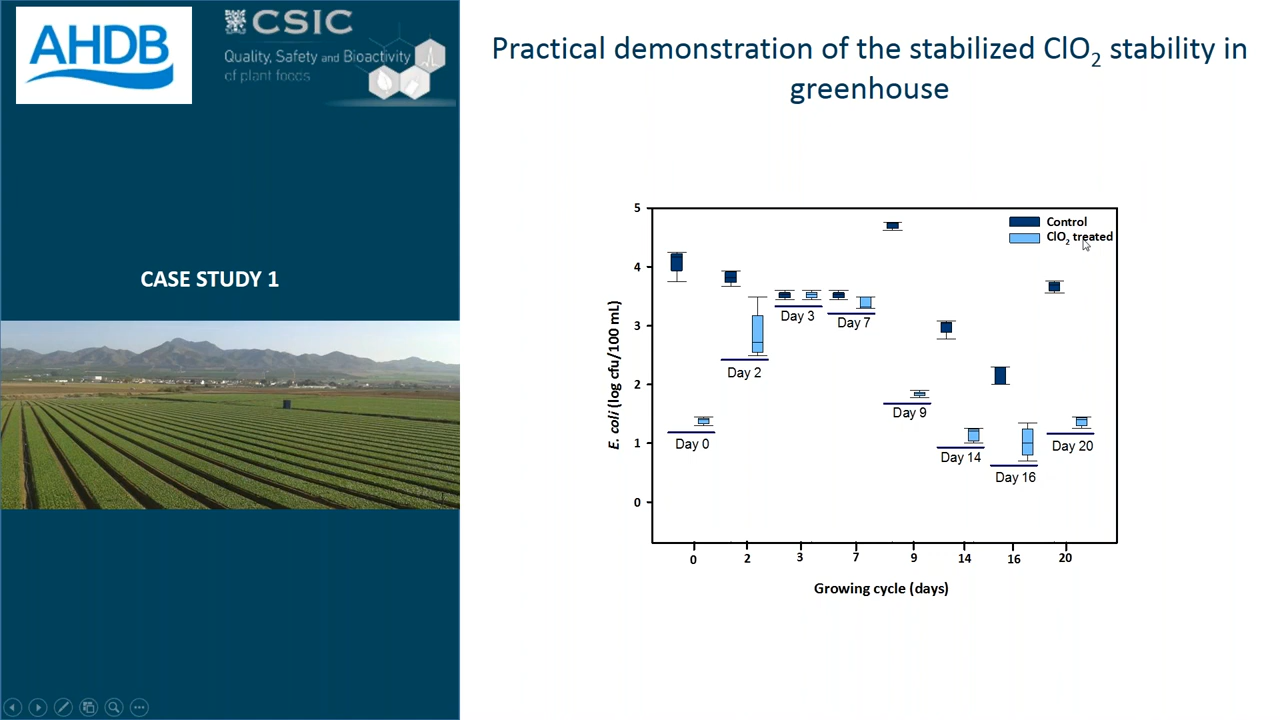 AHDB
CSIC
Quality, Safety and Bioactivity
of plant foods
Practical demonstration of the stabilized ClO2 stability in
greenhouse
CASE STUDY 1
5
4
3
2
1
0
E. coli (log cfu/100 mL)
Control
ClO2 treated
Day 0
Day 2
Day 3
Day 7
Day 9
Day 14
Day 16
Day 20
0 2 3 7 9 14 16 20
Growing cycle (days)